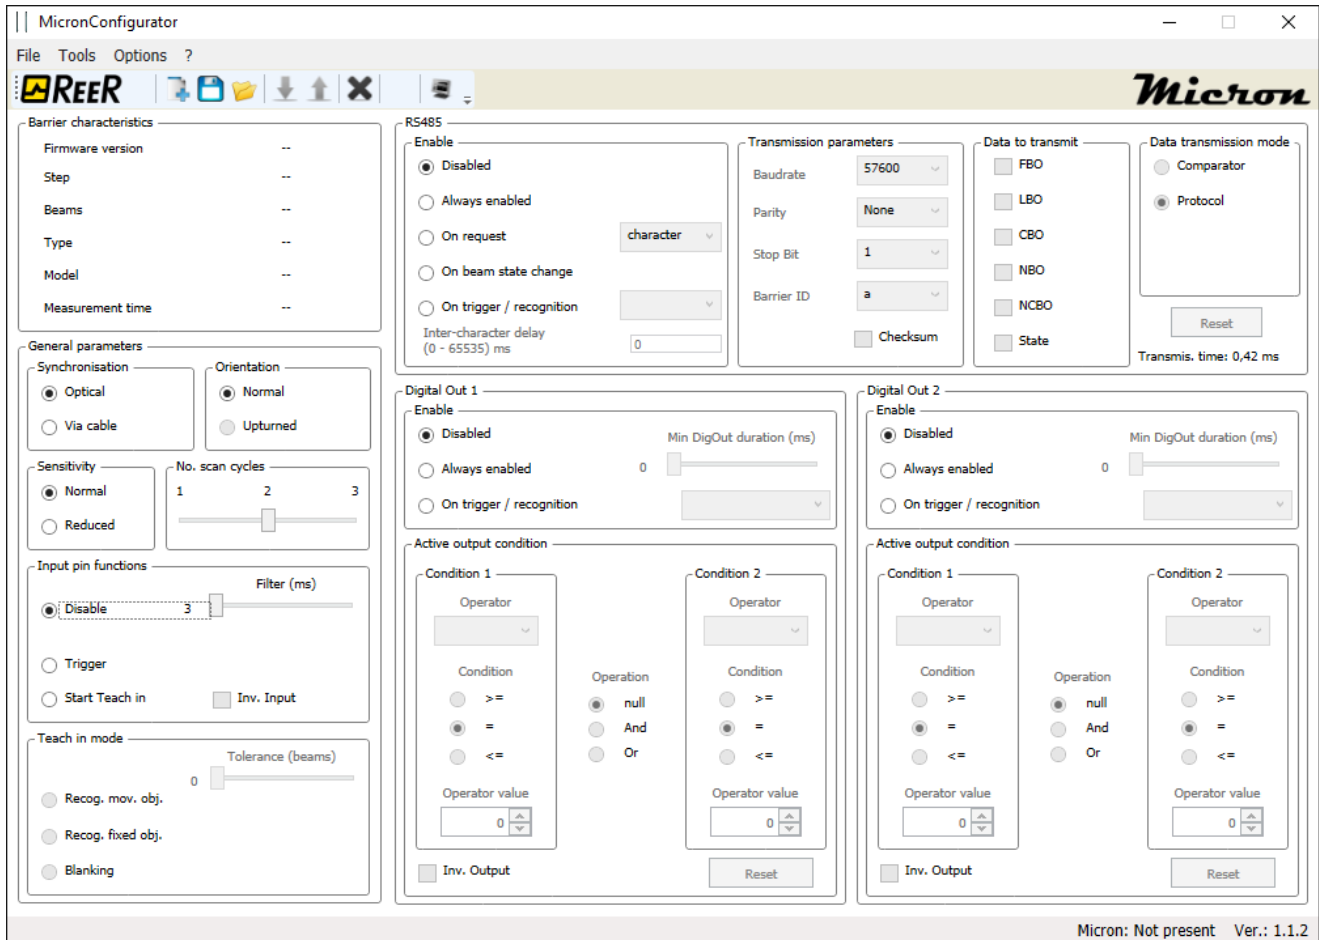 MicronConfigurator
File Tools Options ?
REER
Micron
Barrier characteristics
Firmware version --
Step --
Beams --
Type --
Model --
Measurement time --
General parameters
Synchronisation
Optical
Via cable
Orientation
Normal
Upturned
Sensitivity
Normal
Reduced
No. scan cycles
1 2 3
Input pin functions
Filter (ms)
Disable 3
Trigger
Start Teach in Inv. Input
Teach in mode
Tolerance (beams)
0
Recog. mov. obj.
Recog. fixed obj.
Blanking
RS485
Enable
Disabled
Always enabled
On request character
On beam state change
On trigger / recognition
Inter-character delay
(0 - 65535) ms 0
Transmission parameters
Baudrate 57600
Parity None
Stop Bit 1
Barrier ID a
Checksum
Data to transmit
FBO
LBO
CBO
NBO
NCBO
State
Data transmission mode
Comparator
Protocol
Reset
Transmis. time: 0,42 ms
Digital Out 1
Enable
Disabled
Min DigOut duration (ms)
Always enabled 0
On trigger / recognition
Active output condition
Condition 1
Operator
Condition
>=
=
<=
Operator value
0
Operation
null
And
Or
Condition 2
Operator
Condition
>=
=
<=
Operator value
0
Inv. Output
Reset
Digital Out 2
Enable
Disabled
Min DigOut duration (ms)
Always enabled 0
On trigger / recognition
Active output condition
Condition 1
Operator
Condition
>=
=
<=
Operator value
0
Operation
null
And
Or
Condition 2
Operator
Condition
>=
=
<=
Operator value
0
Inv. Output
Reset
Micron: Not present Ver.: 1.1.2